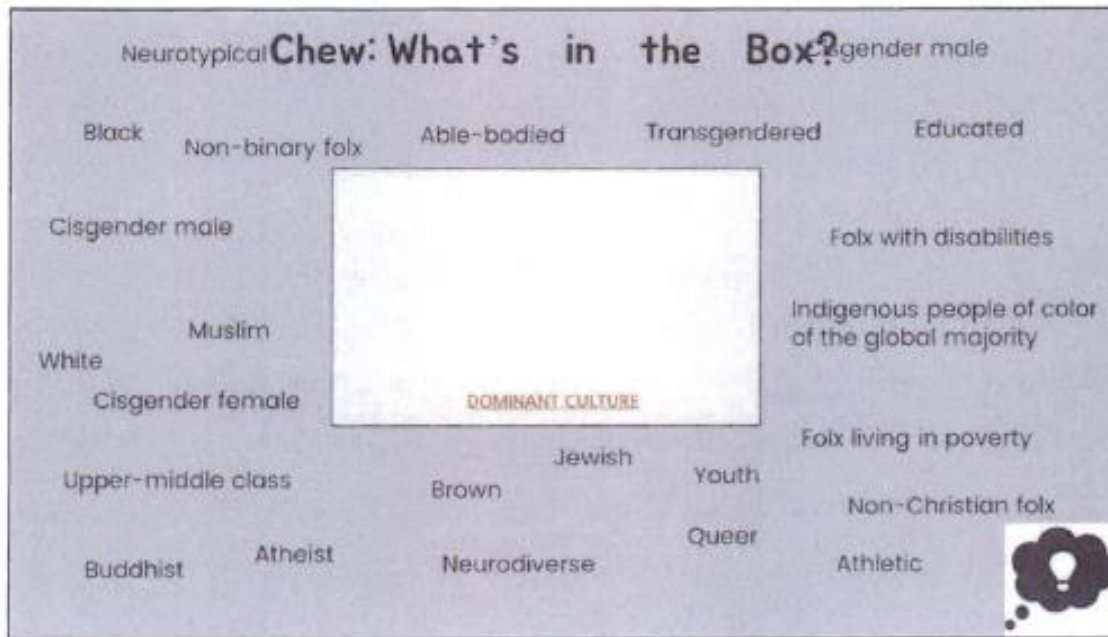 Neurotypical Chew: What's in the Box? Cisgender male
Black
Non-binary folx
Able-bodied
Transgendered
Educated
Cisgender male
Folx with disabilities
Muslim
Indigenous people of color
of the global majority
White
Cisgender female
DOMINANT CULTURE
Folx living in poverty
Jewish
Upper-middle class
Brown
Youth
Non-Christian folx
Queer
Buddhist
Atheist
Neurodiverse
Athletic